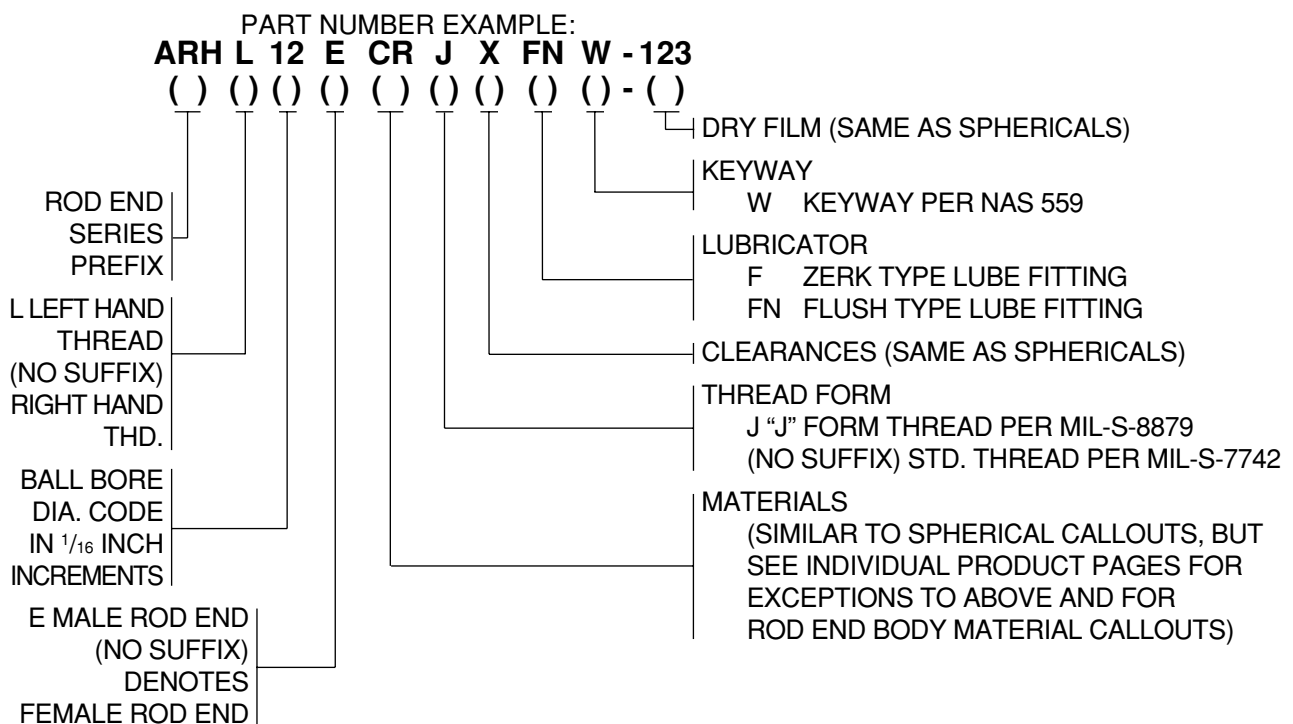 PART NUMBER EXAMPLE:
ARH L 12 E CR J X FN W - 123
( ) ( ) ( ) ( ) ( ) ( ) ( ) ( ) ( ) - ( )
DRY FILM (SAME AS SPHERICALS)
KEYWAY
W KEYWAY PER NAS 559
LUBRICATOR
F ZERK TYPE LUBE FITTING
FN FLUSH TYPE LUBE FITTING
CLEARANCES (SAME AS SPHERICALS)
THREAD FORM
J “J” FORM THREAD PER MIL-S-8879
(NO SUFFIX) STD. THREAD PER MIL-S-7742
MATERIALS
(SIMILAR TO SPHERICAL CALLOUTS, BUT
SEE INDIVIDUAL PRODUCT PAGES FOR
EXCEPTIONS TO ABOVE AND FOR
ROD END BODY MATERIAL CALLOUTS)
ROD END
SERIES
PREFIX
L LEFT HAND
THREAD
(NO SUFFIX)
RIGHT HAND
THD.
BALL BORE
DIA. CODE
IN 1/16 INCH
INCREMENTS
E MALE ROD END
(NO SUFFIX)
DENOTES
FEMALE ROD END